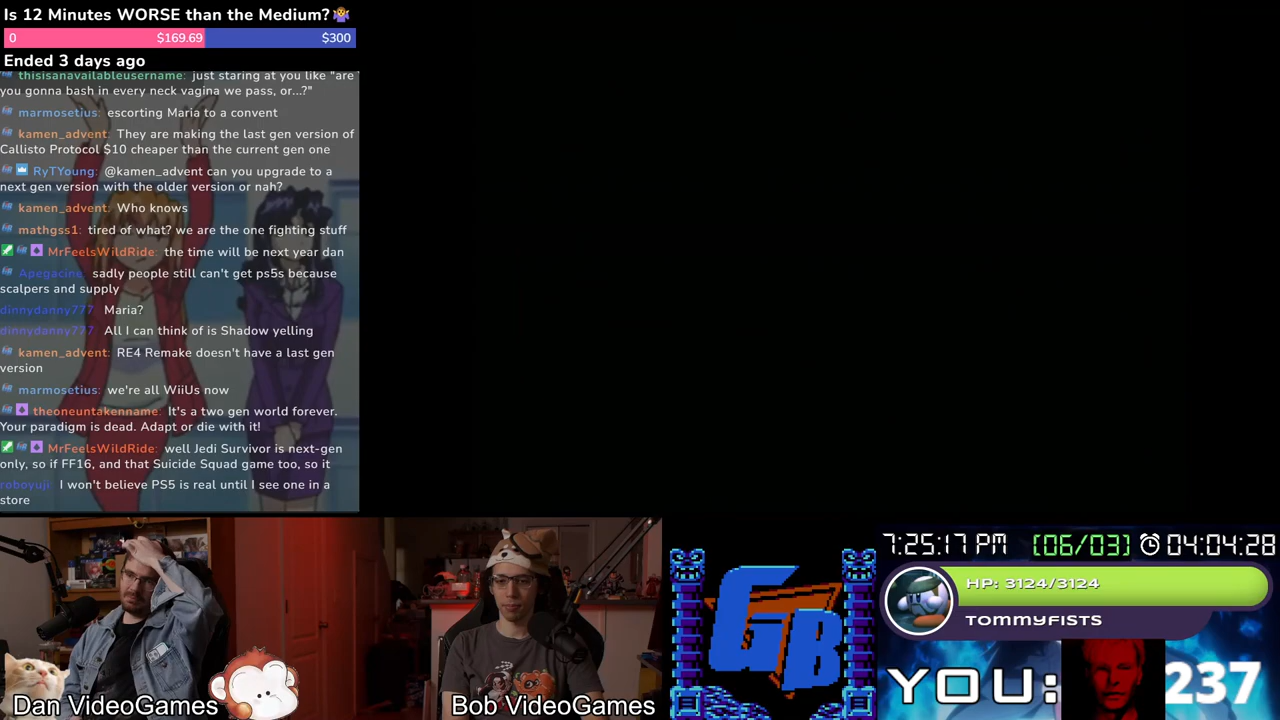 Is 12 Minutes WORSE than the Medium?🤷
0 $169.69 $300
Ended 3 days ago
thisisanavailableusername: just staring at you like "are
you gonna bash in every neck vagina we pass, or...?"
marmosetius: escorting Maria to a convent
kamen_advent: They are making the last gen version of
Callisto Protocol $10 cheaper than the current gen one
RyTYoung: @kamen_advent can you upgrade to a
next gen version with the older version or nah?
kamen_advent: Who knows
mathgss1: tired of what? we are the one fighting stuff
MrFeelsWildRide: the time will be next year dan
Apegacine: sadly people still can't get ps5s because
scalpers and supply
dinnydanny777 Maria?
dinnydanny777 All I can think of is Shadow yelling
kamen_advent: RE4 Remake doesn't have a last gen
version
marmosetius: we're all WiiUs now
theoneuntakenname: It's a two gen world forever.
Your paradigm is dead. Adapt or die with it!
MrFeelsWildRide: well Jedi Survivor is next-gen
only, so if FF16, and that Suicide Squad game too, so it
roboyuji: I won't believe PS5 is real until I see one in a
store
Dan VideoGames
Bob VideoGames
GB
7:25:17 PM [06/03] 04:04:28
HP: 3124/3124
TOMMYFISTS
YOU: 237